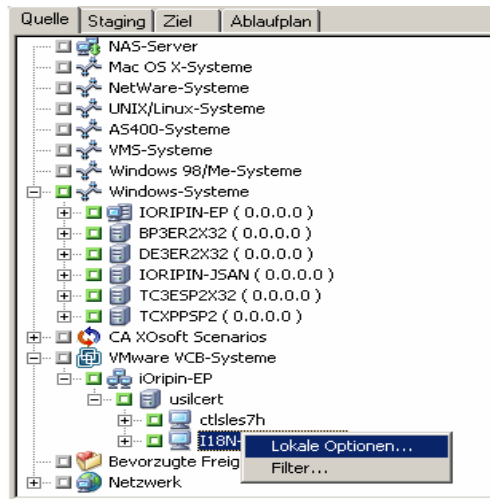 Quelle Staging Ziel Ablaufplan
NAS-Server
Mac OS X-Systeme
NetWare-Systeme
UNIX/Linux-Systeme
AS400-Systeme
VMS-Systeme
Windows 98/Me-Systeme
Windows-Systeme
IORIPIN-EP ( 0.0.0.0 )
BP3ER2X32 ( 0.0.0.0 )
DE3ER2X32 ( 0.0.0.0 )
IORIPIN-JSAN ( 0.0.0.0 )
TC3ESP2X32 ( 0.0.0.0 )
TCXPPSP2 ( 0.0.0.0 )
CA XOsoft Scenarios
VMware VCB-Systeme
iOripin-EP
usilcert
ctlsles7h
I18N-
Lokale Optionen...
Bevorzugte Freig
Filter...
Netzwerk